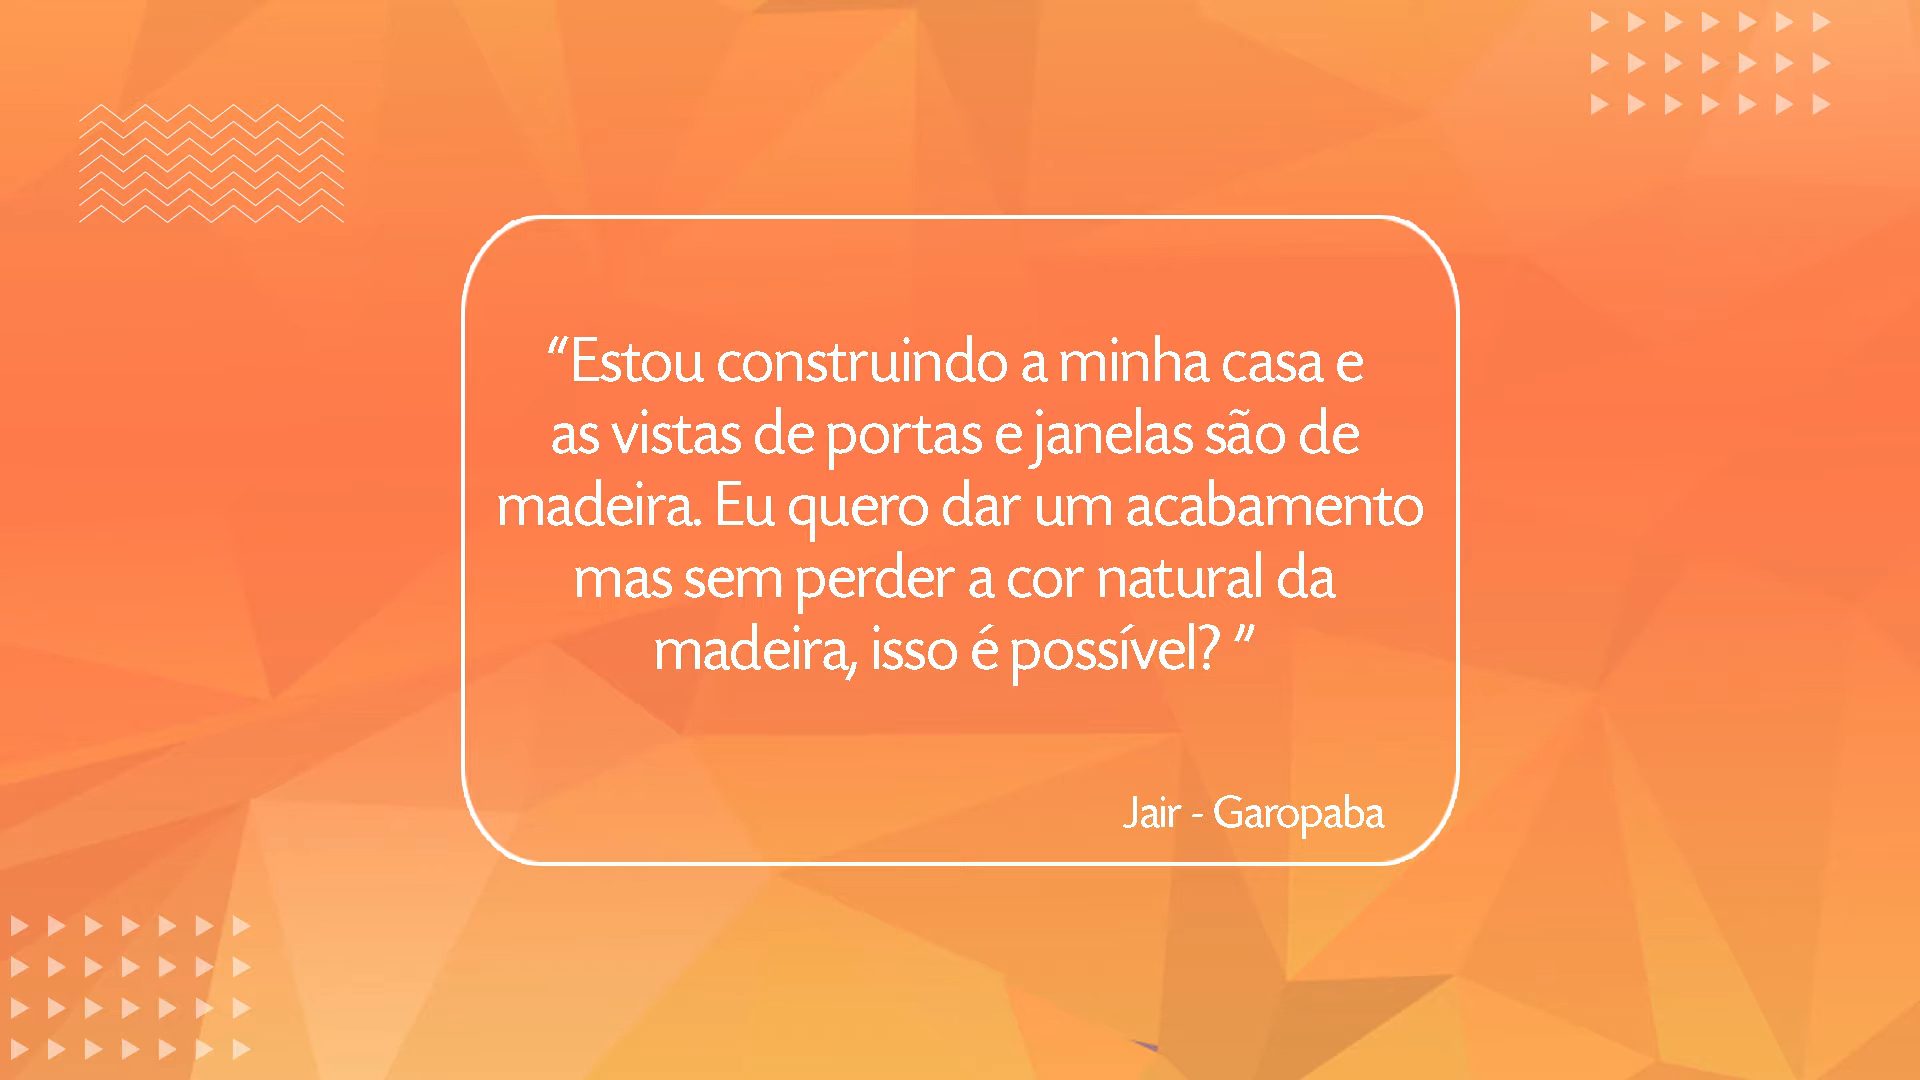 “Estou construindo a minha casa e
as vistas de portas e janelas são de
madeira. Eu quero dar um acabamento
mas sem perder a cor natural da
madeira, isso é possível? ”
Jair - Garopaba